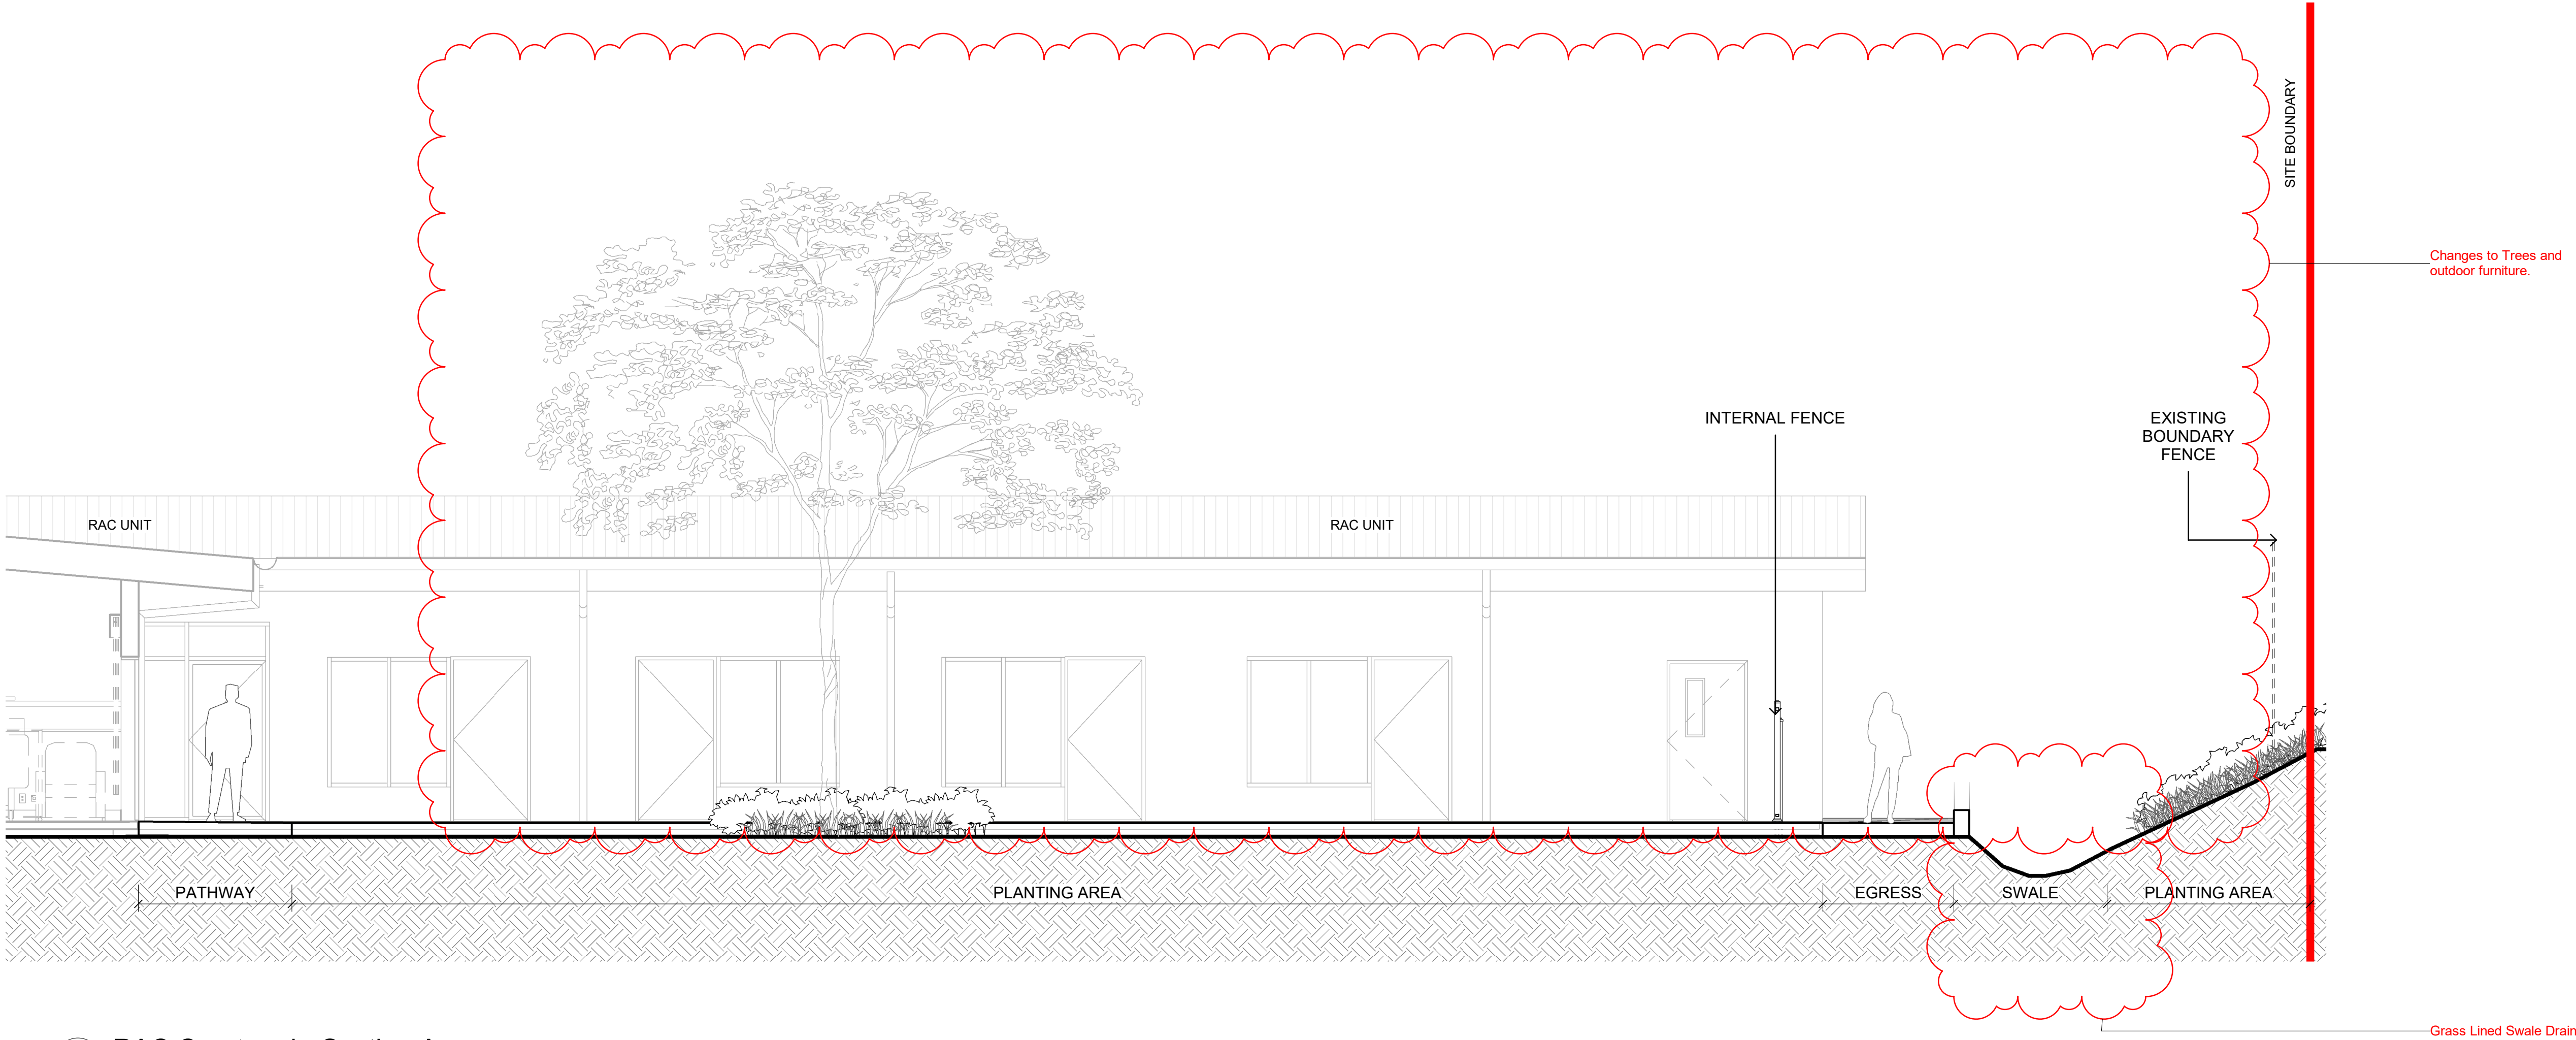 SITE BOUNDARY
Changes to Trees and
outdoor furniture.
INTERNAL FENCE
EXISTING
BOUNDARY
FENCE
RAC UNIT
RAC UNIT
PATHWAY
PLANTING AREA
EGRESS
SWALE
PLANTING AREA
Grass Lined Swale Drain